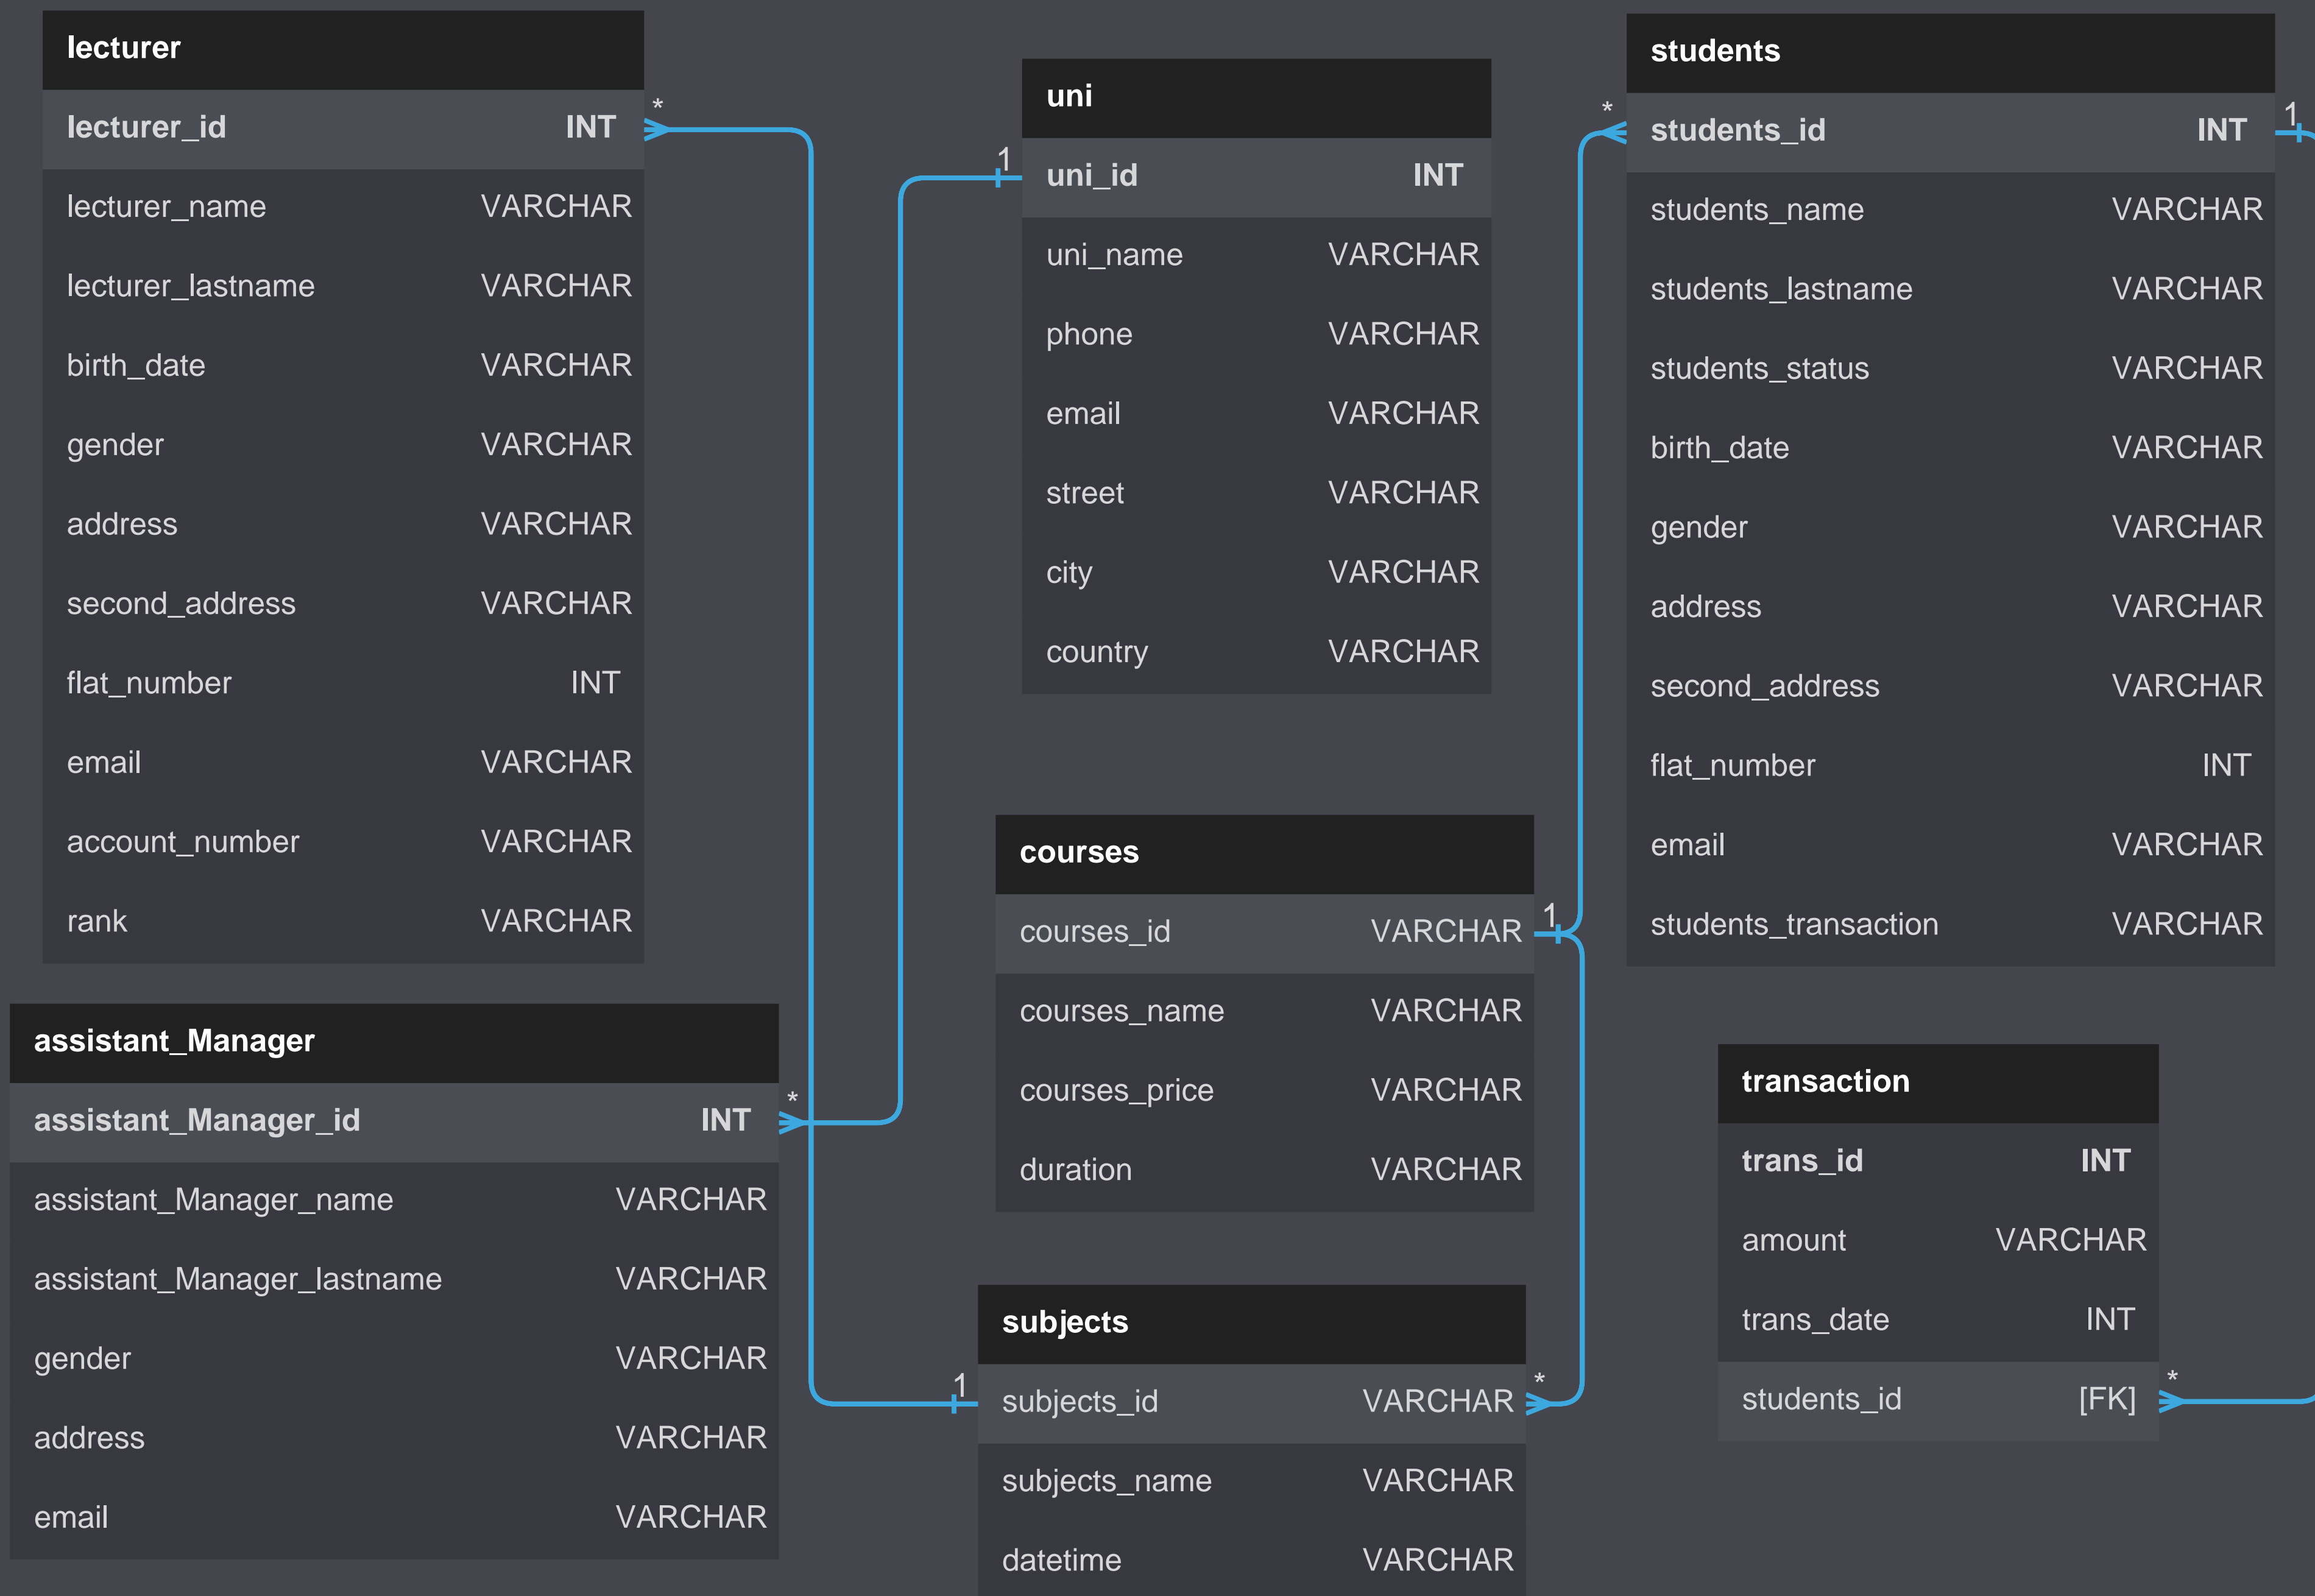 lecturer
lecturer_id INT
lecturer_name VARCHAR
lecturer_lastname VARCHAR
birth_date VARCHAR
gender VARCHAR
address VARCHAR
second_address VARCHAR
flat_number INT
email VARCHAR
account_number VARCHAR
rank VARCHAR
*
assistant_Manager
assistant_Manager_id INT
assistant_Manager_name VARCHAR
assistant_Manager_lastname VARCHAR
gender VARCHAR
address VARCHAR
email VARCHAR
*
uni
1
uni_id INT
uni_name VARCHAR
phone VARCHAR
email VARCHAR
street VARCHAR
city VARCHAR
country VARCHAR
courses
courses_id VARCHAR
1
courses_name VARCHAR
courses_price VARCHAR
duration VARCHAR
subjects
1
subjects_id VARCHAR
*
subjects_name VARCHAR
datetime VARCHAR
students
*
students_id INT
1
students_name VARCHAR
students_lastname VARCHAR
students_status VARCHAR
birth_date VARCHAR
gender VARCHAR
address VARCHAR
second_address VARCHAR
flat_number INT
email VARCHAR
students_transaction VARCHAR
transaction
trans_id INT
amount VARCHAR
trans_date INT
students_id [FK]
*